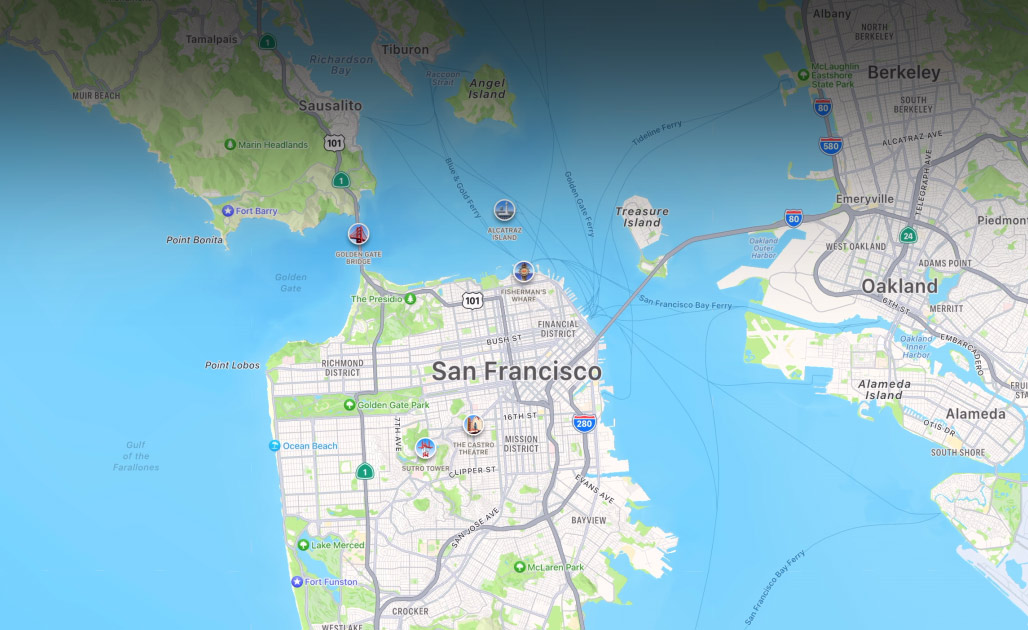 Albany
Tamalpais
1
Tiburon
NORTH
BERKELEY
Richardson
Bay
Raccoon
Strait
Angel
Island
McLaughlin
Eastshore
State Park
Berkeley
MUIR BEACH
Sausalito
80
SOUTH
BERKELEY
101
Marin Headlands
Tideline Ferry
580
ALCATRAZ AVE
TELEGRAPH AVE
1
Blue & Gold Ferry
Golden Gate Ferry
Emeryville
Fort Barry
ALCATRAZ
ISLAND
Treasure
Island
80
Piedmont
24
Point Bonita
GOLDEN GATE
BRIDGE
Oakland
Outer
Harbor
WEST OAKLAND
ADAMS POINT
Golden
Gate
FISHERMAN'S
WHARF
Oakland
The Presidio
101
San Francisco Bay Ferry
6TH ST
MERRITT
FINANCIAL
DISTRICT
BUSH ST
Oakland
Inner
Harbor
EMBARCADERO
Point Lobos
RICHMOND
DISTRICT
San Francisco
Alameda
Island
FRUI
STA
Golden Gate Park
7TH AVE
16TH ST
280
Alameda
OTIS DR
Ocean Beach
THE CASTRO
THEATRE
MISSION
DISTRICT
SOUTH SHORE
Gulf
of the
Farallones
SUTRO TOWER
CLIPPER ST
1
EVANS AVE
SAN JOSE AVE
BAYVIEW
Lake Merced
McLaren Park
San Francisco Bay Ferry
Fort Funston
CROCKER
WESTLAKE